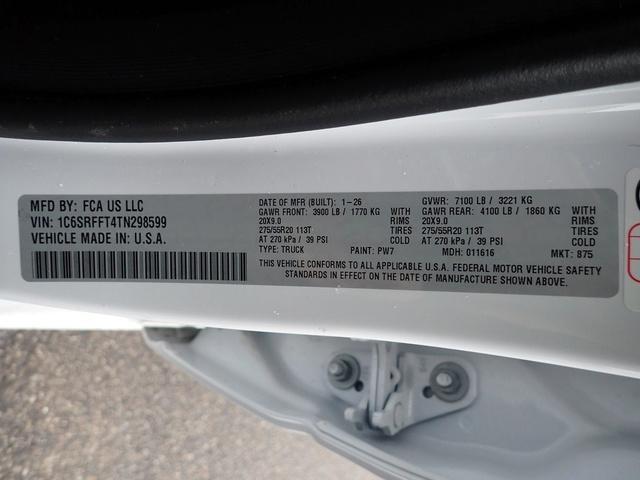 MFD BY: FCA US LLC
VIN: 1C6SRFFT4TN298599
VEHICLE MADE IN: U.S.A.
DATE OF MFR (BUILT): 1-26
GAWR FRONT: 3900 LB / 1770 KG WITH
20X9.0 RIMS
275/55R20 113T TIRES
AT 270 kPa / 39 PSI COLD
TYPE: TRUCK PAINT: PW7
GVWR: 7100 LB / 3221 KG
GAWR REAR: 4100 LB / 1860 KG WITH
20X9.0 RIMS
275/55R20 113T TIRES
AT 270 kPa / 39 PSI COLD
MDH: 011616 MKT: 875
THIS VEHICLE CONFORMS TO ALL APPLICABLE U.S.A. FEDERAL MOTOR VEHICLE SAFETY
STANDARDS IN EFFECT ON THE DATE OF MANUFACTURE SHOWN ABOVE.